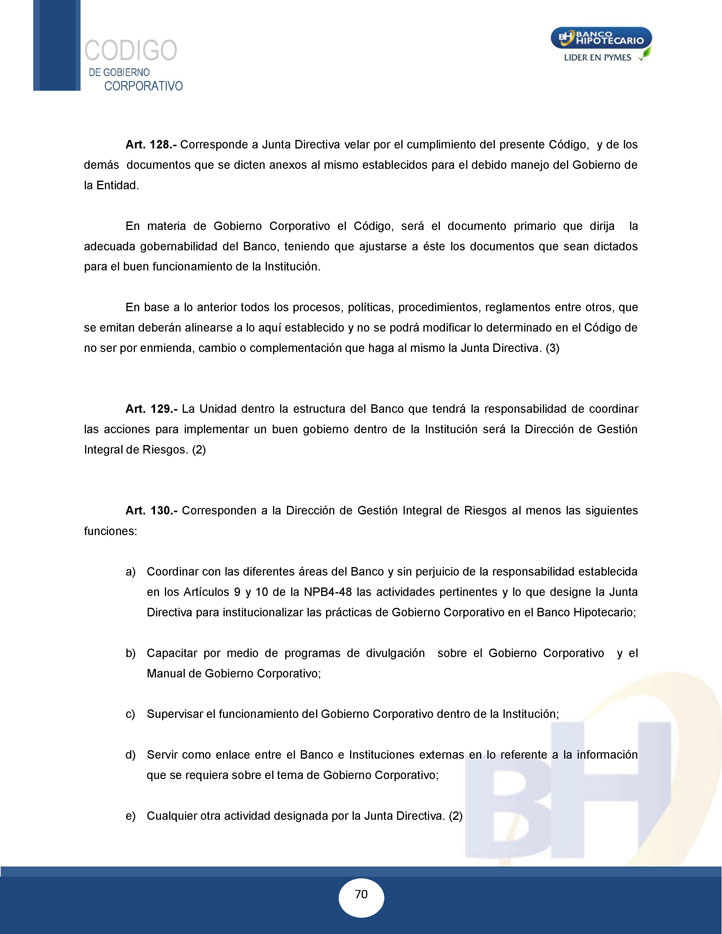 CODIGO
DE GOBIERNO
CORPORATIVO
BH BANCO
HIPOTECARIO
LIDER EN PYMES
Art. 128.- Corresponde a Junta Directiva velar por el cumplimiento del presente Código, y de los
demás documentos que se dicten anexos al mismo establecidos para el debido manejo del Gobierno de
la Entidad.
En materia de Gobierno Corporativo el Código, será el documento primario que dirija la
adecuada gobernabilidad del Banco, teniendo que ajustarse a éste los documentos que sean dictados
para el buen funcionamiento de la Institución.
En base a lo anterior todos los procesos, políticas, procedimientos, reglamentos entre otros, que
se emitan deberán alinearse a lo aquí establecido y no se podrá modificar lo determinado en el Código de
no ser por enmienda, cambio o complementación que haga al mismo la Junta Directiva. (3)
Art. 129.- La Unidad dentro la estructura del Banco que tendrá la responsabilidad de coordinar
las acciones para implementar un buen gobierno dentro de la Institución será la Dirección de Gestión
Integral de Riesgos. (2)
Art. 130.- Corresponden a la Dirección de Gestión Integral de Riesgos al menos las siguientes
funciones:
a) Coordinar con las diferentes áreas del Banco y sin perjuicio de la responsabilidad establecida
en los Artículos 9 y 10 de la NPB4-48 las actividades pertinentes y lo que designe la Junta
Directiva para institucionalizar las prácticas de Gobierno Corporativo en el Banco Hipotecario;
b) Capacitar por medio de programas de divulgación sobre el Gobierno Corporativo y el
Manual de Gobierno Corporativo;
c) Supervisar el funcionamiento del Gobierno Corporativo dentro de la Institución;
d) Servir como enlace entre el Banco e Instituciones externas en lo referente a la información
que se requiera sobre el tema de Gobierno Corporativo;
e) Cualquier otra actividad designada por la Junta Directiva. (2)
BH
70